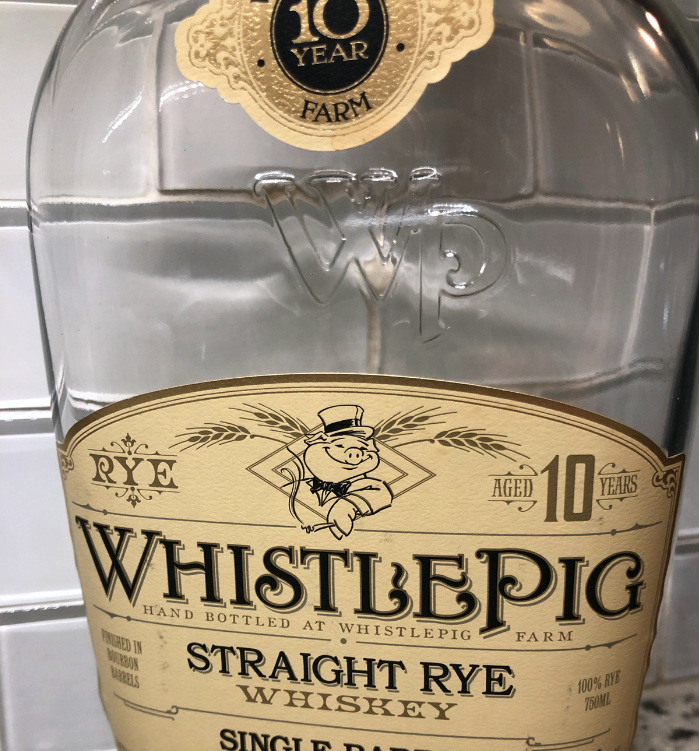 10
YEAR
FARM
WP
RYE
AGED 10 YEARS
WHISTLEPIG
HAND BOTTLED AT WHISTLEPIG FARM
FINISHED IN
BOURBON
BARRELS
STRAIGHT RYE
WHISKEY
100% RYE
750ML
SINGLE